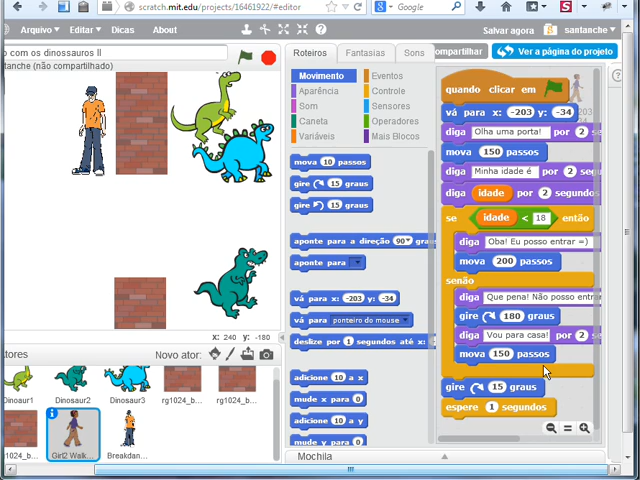 scratch.mit.edu/projects/16461922/#editor
Google
Arquivo Editar Dicas About Salvar agora santanche
o com os dinossauros II
ntanche (não compartilhado)
Roteiros Fantasias Sons
ompartilhar Ver a página do projeto
Movimento Eventos
Aparência Controle
Som Sensores
Caneta Operadores
Variáveis Mais Blocos
mova 10 passos
gire 15 graus
gire 15 graus
aponte para a direção 90 grau
aponte para
vá para x: -203 y: -34
vá para ponteiro do mouse
deslize por 1 segundos até x:
adicione 10 a x
mude x para 0
adicione 10 a y
mude y para 0
quando clicar em
vá para x: -203 y: -34
diga Olha uma porta! por 2 se
mova 150 passos
diga Minha idade é por 2 segu
diga idade por 2 segundos
se idade < 18 então
diga Oba! Eu posso entrar =)
mova 200 passos
senão
diga Que pena! Não posso entr
gire 180 graus
diga Vou para casa! por 2
mova 150 passos
gire 15 graus
espere 1 segundos
x: 240 y: -180
atores Novo ator:
Dinosaur1 Dinosaur2 Dinosaur3 rg1024_b... rg1024_b...
rg1024_b... Girl2 Walk... Breakdan...
Mochila